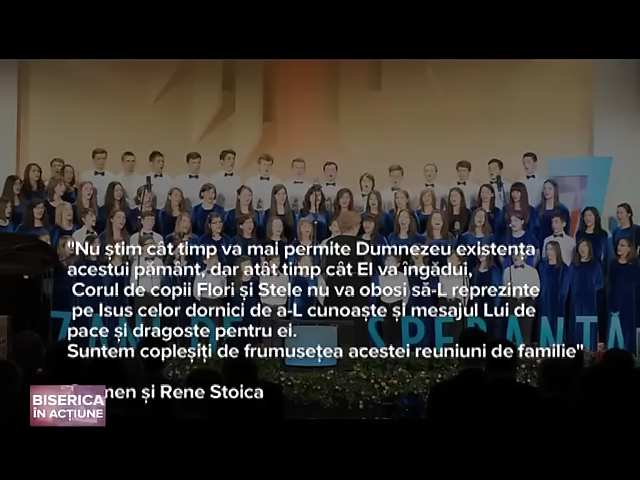 "Nu știm cât timp va mai permite Dumnezeu existența
acestui pământ, dar atât timp cât El va îngădui,
Corul de copii Flori și Stele nu va obosi să-L reprezinte
pe Isus celor dornici de a-L cunoaște și mesajul Lui de
pace și dragoste pentru ei.
SPERANȚĂ
Suntem copleșiți de frumusețea acestei reuniuni de familie"
și Rene Stoica
BISERICA
ÎN ACȚIUNE